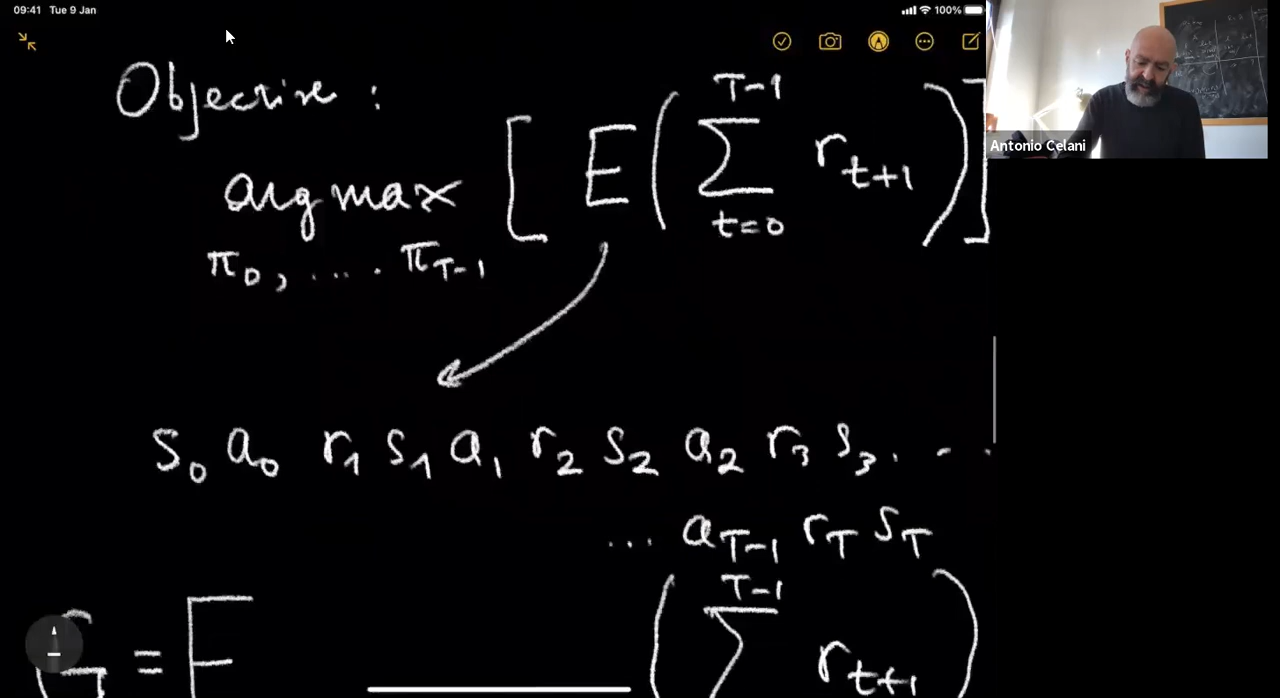 09:41 Tue 9 Jan 100%
Objective :
argmax [ E ( ∑ r_{t+1} ) ]
T-1
t=0
π_0, .... π_{T-1}
Antonio Celani
s_0 a_0 r_1 s_1 a_1 r_2 s_2 a_2 r_3 s_3 . . .
... a_{T-1} r_T s_T
T-1
G = E ( ∑ r_{t+1} )